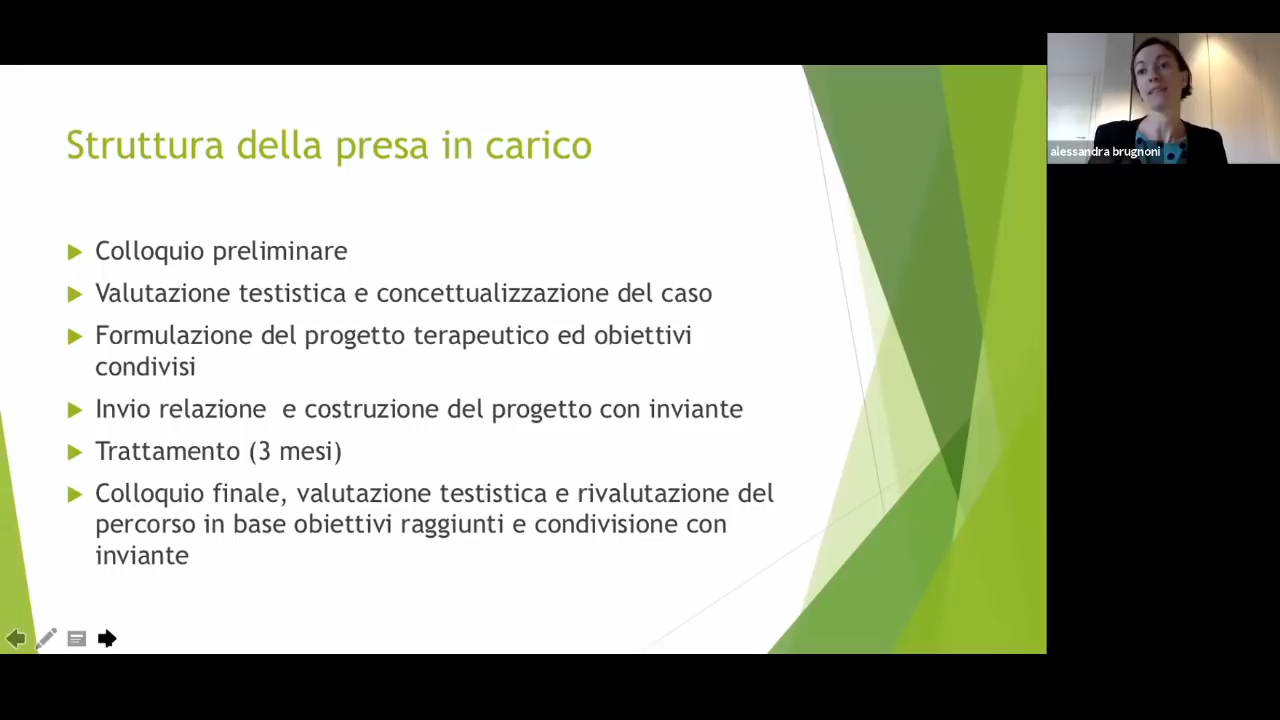 Struttura della presa in carico
Colloquio preliminare
Valutazione testistica e concettualizzazione del caso
Formulazione del progetto terapeutico ed obiettivi
condivisi
Invio relazione e costruzione del progetto con inviante
Trattamento (3 mesi)
Colloquio finale, valutazione testistica e rivalutazione del
percorso in base obiettivi raggiunti e condivisione con
inviante
alessandra brugnoni